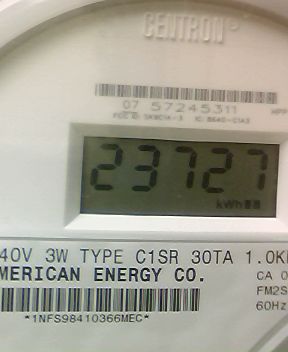 CENTRON®
07 57245311
23727
kWh
40V 3W TYPE C1SR 30TA 1.0K
MERICAN ENERGY CO.
CA 0
FM2S
60Hz
*1NFS98410366MEC*